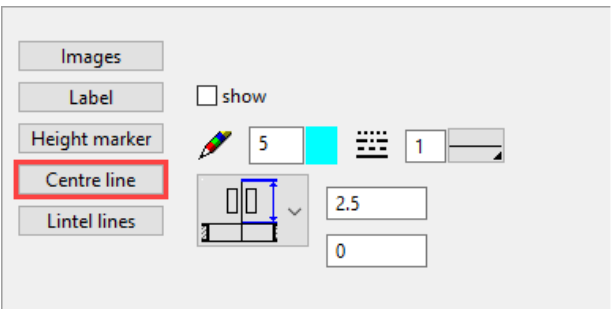 Images
Label
show
Height marker
5
1
Centre line
2.5
Lintel lines
0